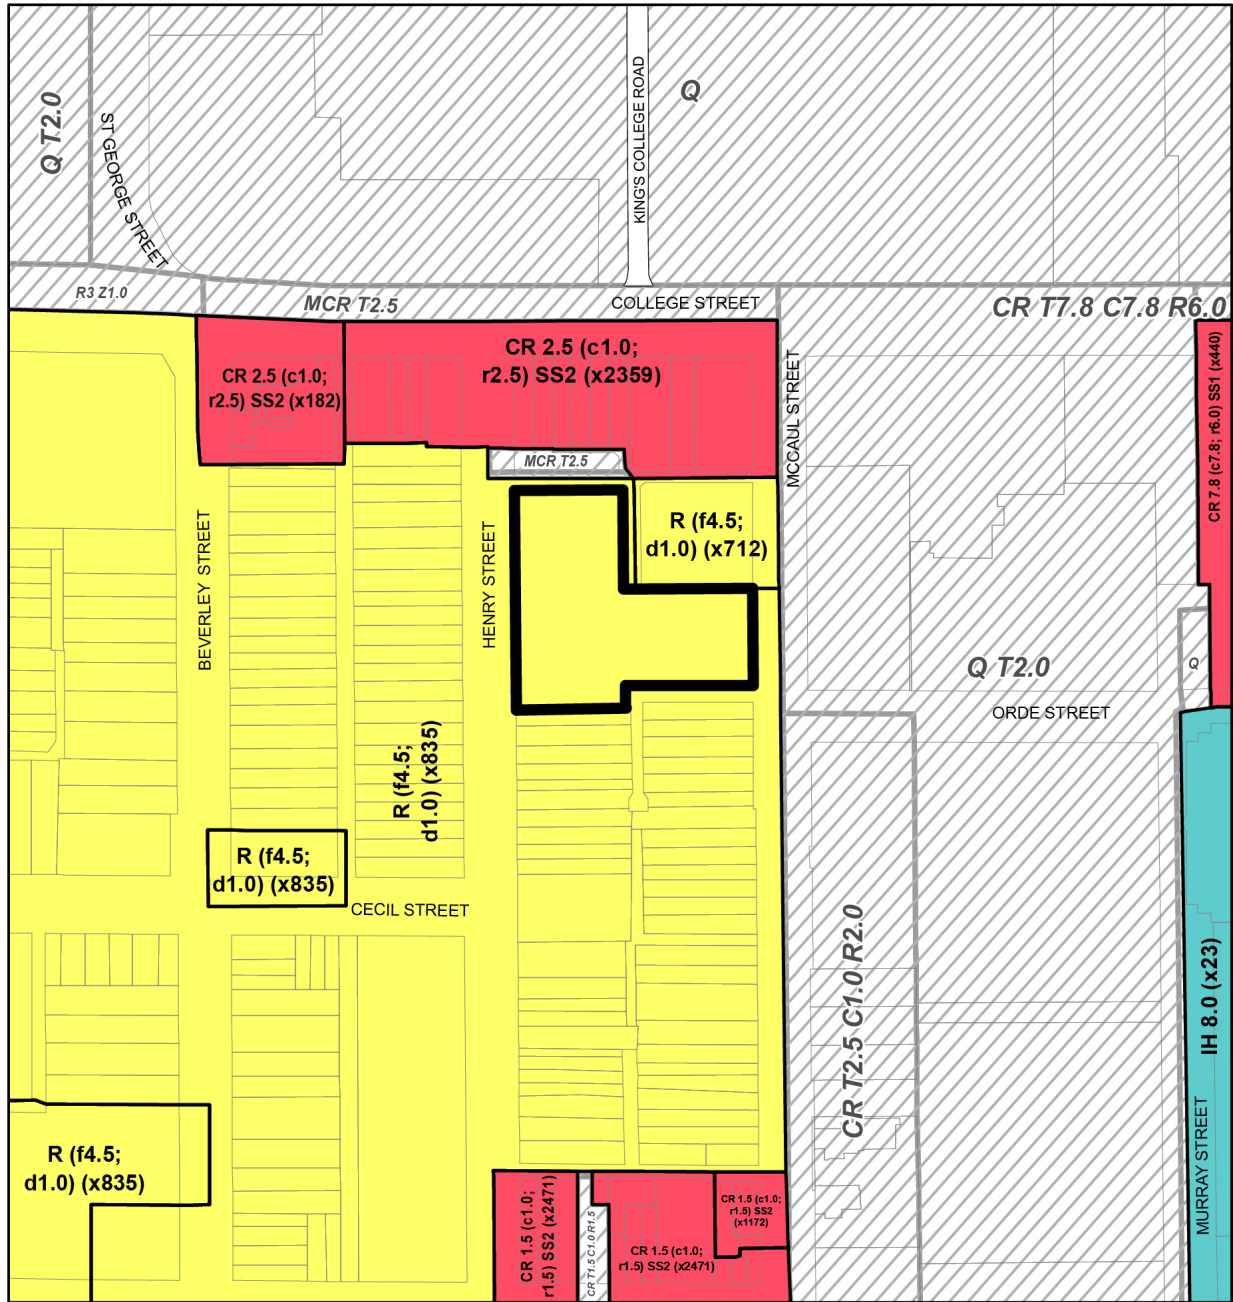 Q T2.0
ST GEORGE STREET
KING'S COLLEGE ROAD
Q
R3 Z1.0
MCR T2.5
COLLEGE STREET
CR T7.8 C7.8 R6.0
CR 2.5 (c1.0;
r2.5) SS2 (x182)
CR 2.5 (c1.0;
r2.5) SS2 (x2359)
MCCAUL STREET
CR 7.8 (c7.8; r6.0) SS1 (x440)
MCR T2.5
R (f4.5;
d1.0) (x712)
BEVERLEY STREET
HENRY STREET
Q T2.0
Q
ORDE STREET
R (f4.5;
d1.0) (x835)
R (f4.5;
d1.0) (x835)
CECIL STREET
CR T2.5 C1.0 R2.0
IH 8.0 (x23)
R (f4.5;
d1.0) (x835)
MURRAY STREET
CR 1.5 (c1.0;
r1.5) SS2 (x2471)
CR T1.5 C1.0 R1.5
CR 1.5 (c1.0;
r1.5) SS2 (x2471)
CR 1.5 (c1.0;
r1.5) SS2
(x1172)